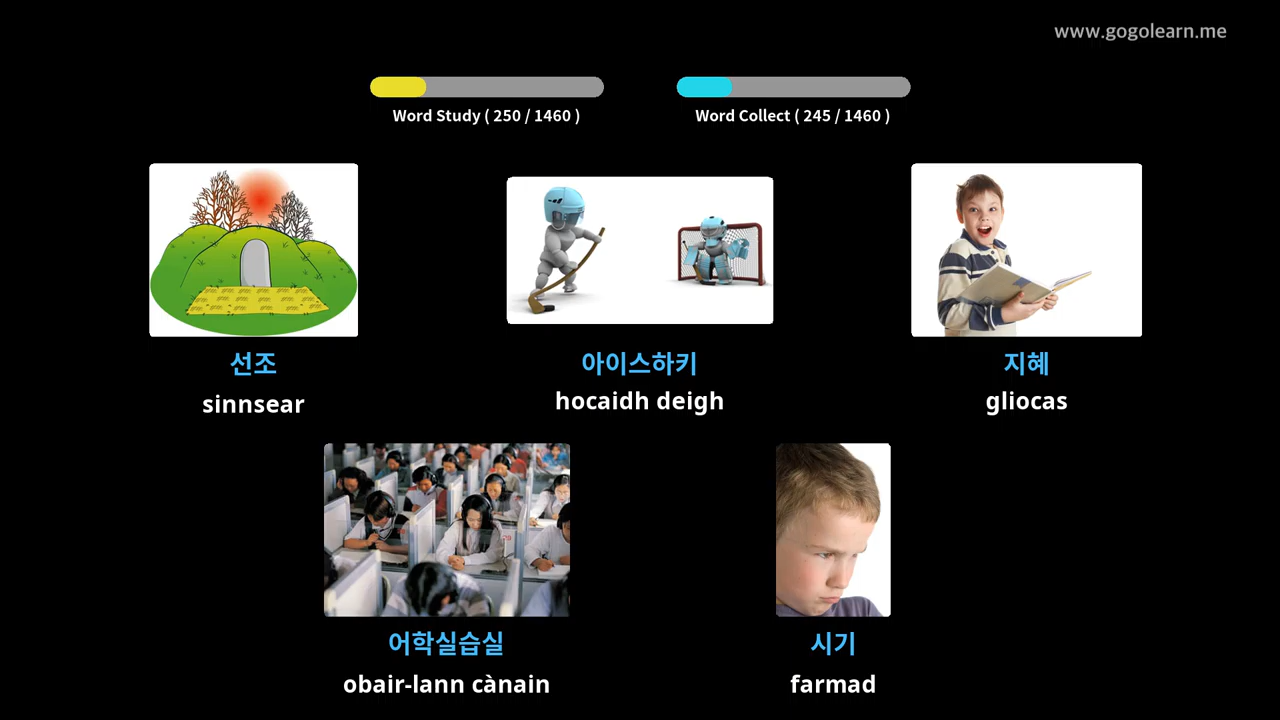 www.gogolearn.me
Word Study ( 250 / 1460 )
Word Collect ( 245 / 1460 )
선조
아이스하키
지혜
sinnsear
hocaidh deigh
gliocas
어학실습실
시기
obair-lann cànain
farmad